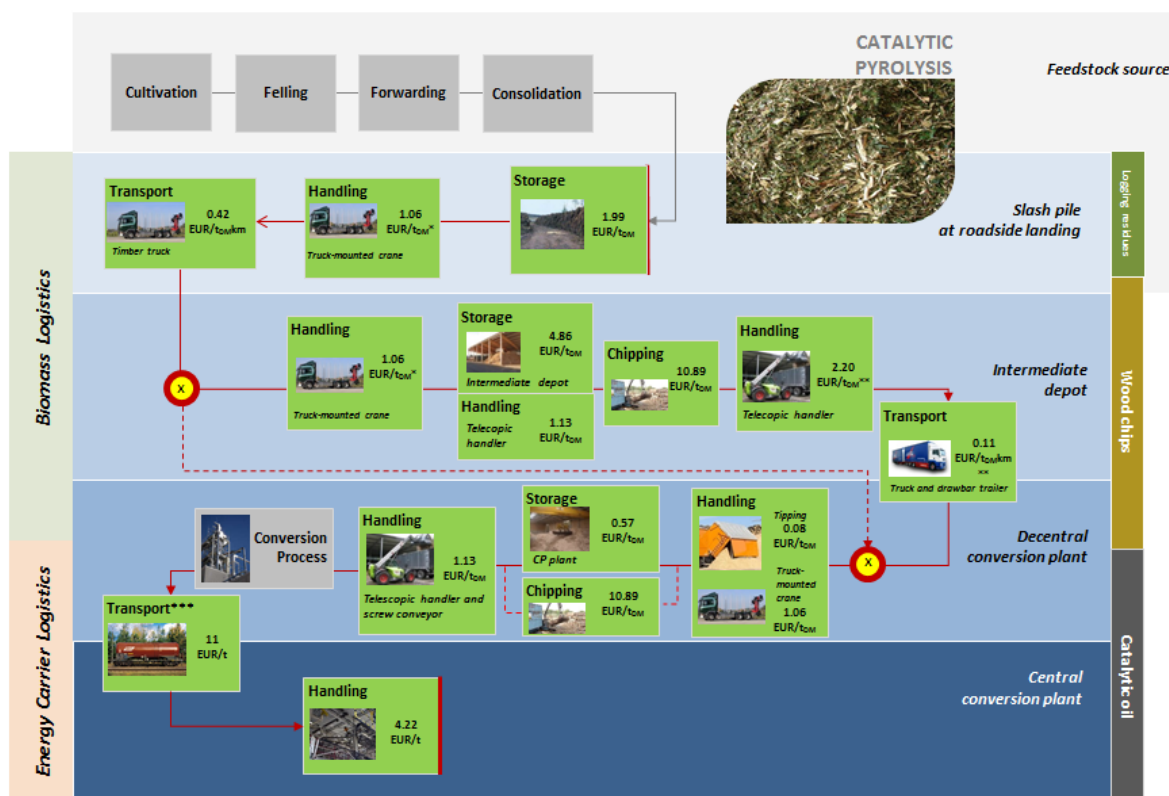 CATALYTIC
PYROLYSIS
Feedstock source
Cultivation
Felling
Forwarding
Consolidation
Biomass Logistics
Logging residues
Transport
0.42
EUR/tDMkm
Timber truck
Handling
1.06
EUR/tDM*
Truck-mounted crane
Storage
1.99
EUR/tDM
Slash pile
at roadside landing
Wood chips
Handling
1.06
EUR/tDM*
Truck-mounted crane
Storage
4.86
EUR/tDM
Intermediate depot
Handling
Telecopic
handler
1.13
EUR/tDM
Chipping
10.89
EUR/tDM
Handling
2.20
EUR/tDM**
Telecopic handler
Intermediate
depot
X
Transport
0.11
EUR/tDMkm
**
Truck and drawbar trailer
Energy Carrier Logistics
Conversion
Process
Handling
1.13
EUR/tDM
Telescopic handler and
screw conveyor
Storage
0.57
EUR/tDM
CP plant
Chipping
10.89
EUR/tDM
Handling
Tipping
0.08
EUR/tDM
Truck-
mounted
crane
1.06
EUR/tDM
X
Decentral
conversion plant
Catalytic oil
Transport***
11
EUR/t
Handling
4.22
EUR/t
Central
conversion plant